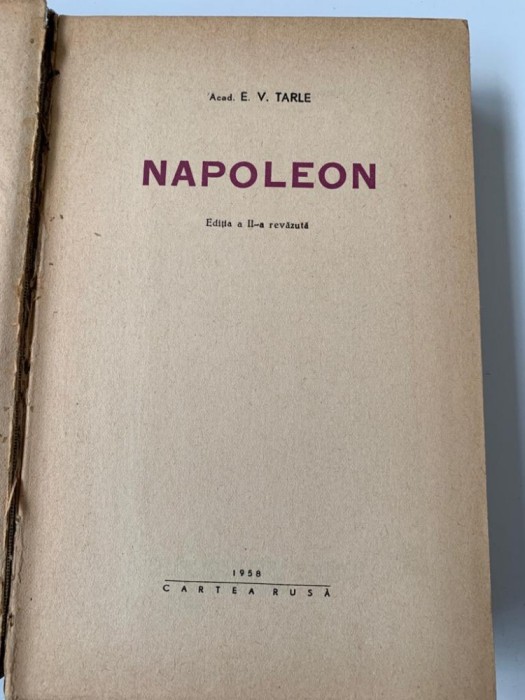 Acad. E. V. TARLE
NAPOLEON
Ediția a II-a revăzută
1958
CARTEA RUSĂ